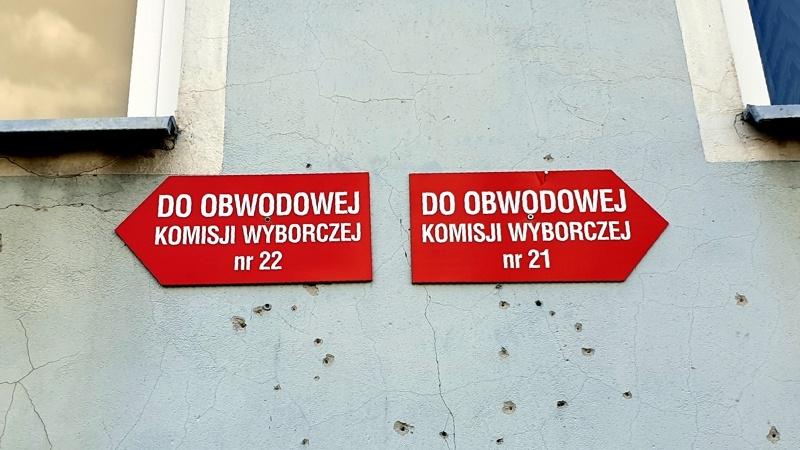 DO OBWODOWEJ
KOMISJI WYBORCZEJ
nr 22
DO OBWODOWEJ
KOMISJI WYBORCZEJ
nr 21